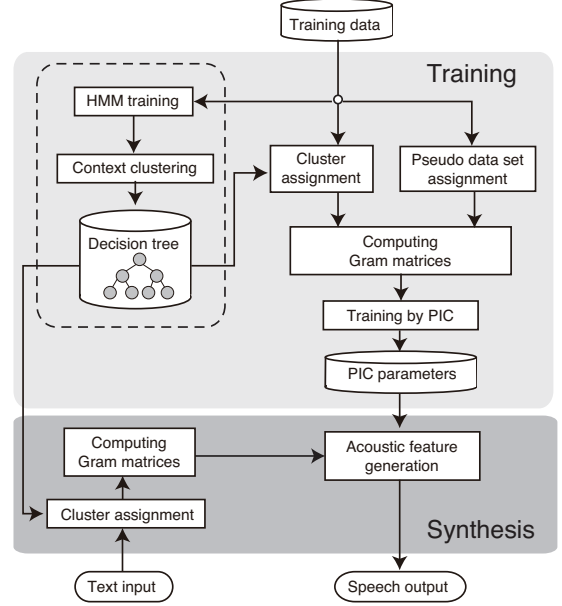 Training data
Training
HMM training
Context clustering
Decision tree
Cluster
assignment
Pseudo data set
assignment
Computing
Gram matrices
Training by PIC
PIC parameters
Computing
Gram matrices
Acoustic feature
generation
Cluster assignment
Synthesis
Text input
Speech output